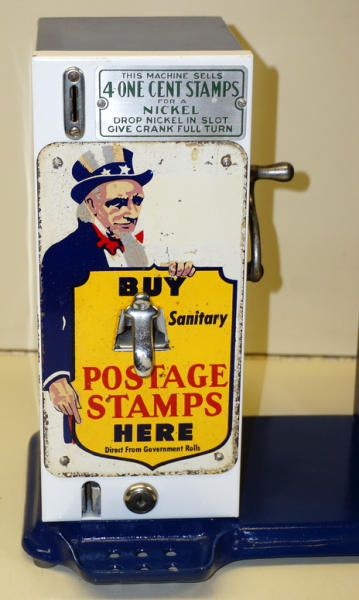 THIS MACHINE SELLS
4 ONE CENT STAMPS
FOR A
NICKEL
DROP NICKEL IN SLOT
GIVE CRANK FULL TURN
BUY
Sanitary
POSTAGE
STAMPS
HERE
Direct From Government Rolls